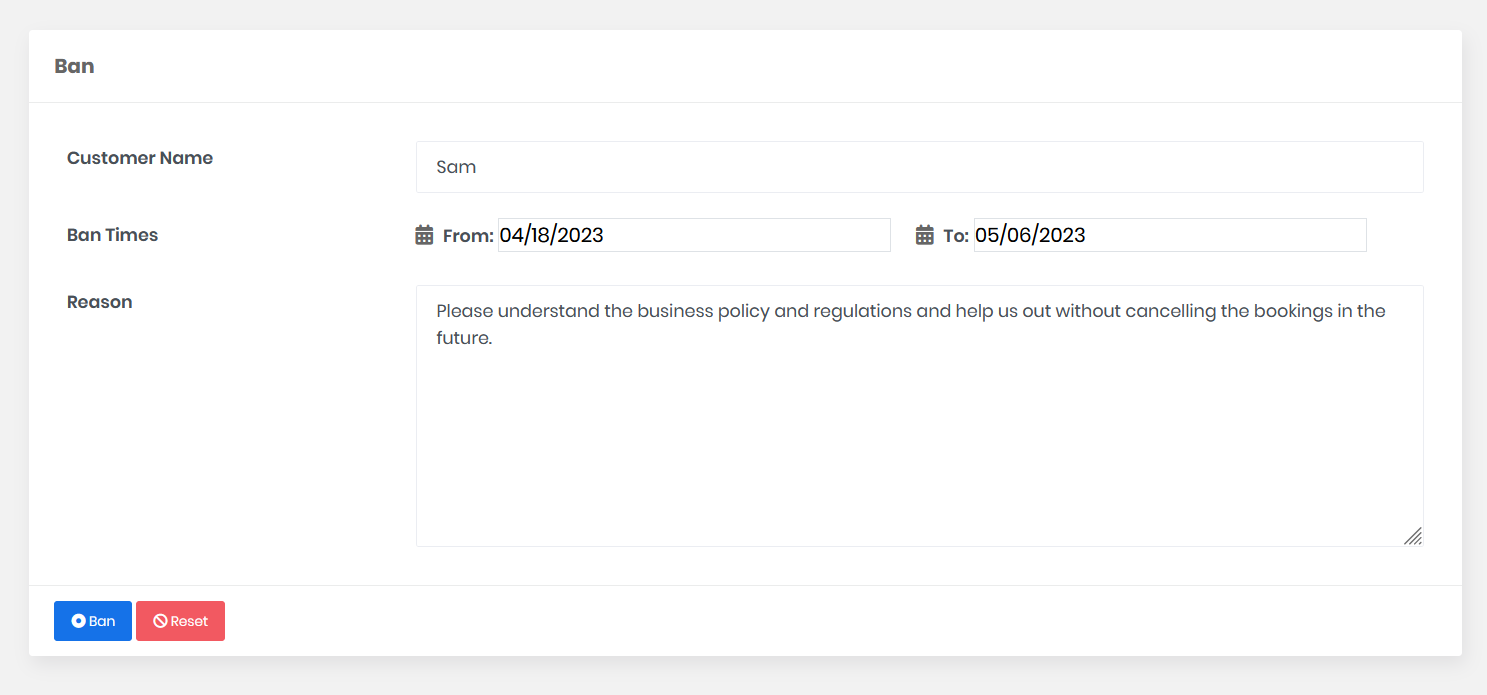 Ban
Customer Name
Sam
Ban Times
From: 04/18/2023
To: 05/06/2023
Reason
Please understand the business policy and regulations and help us out without cancelling the bookings in the
future.
Ban
Reset